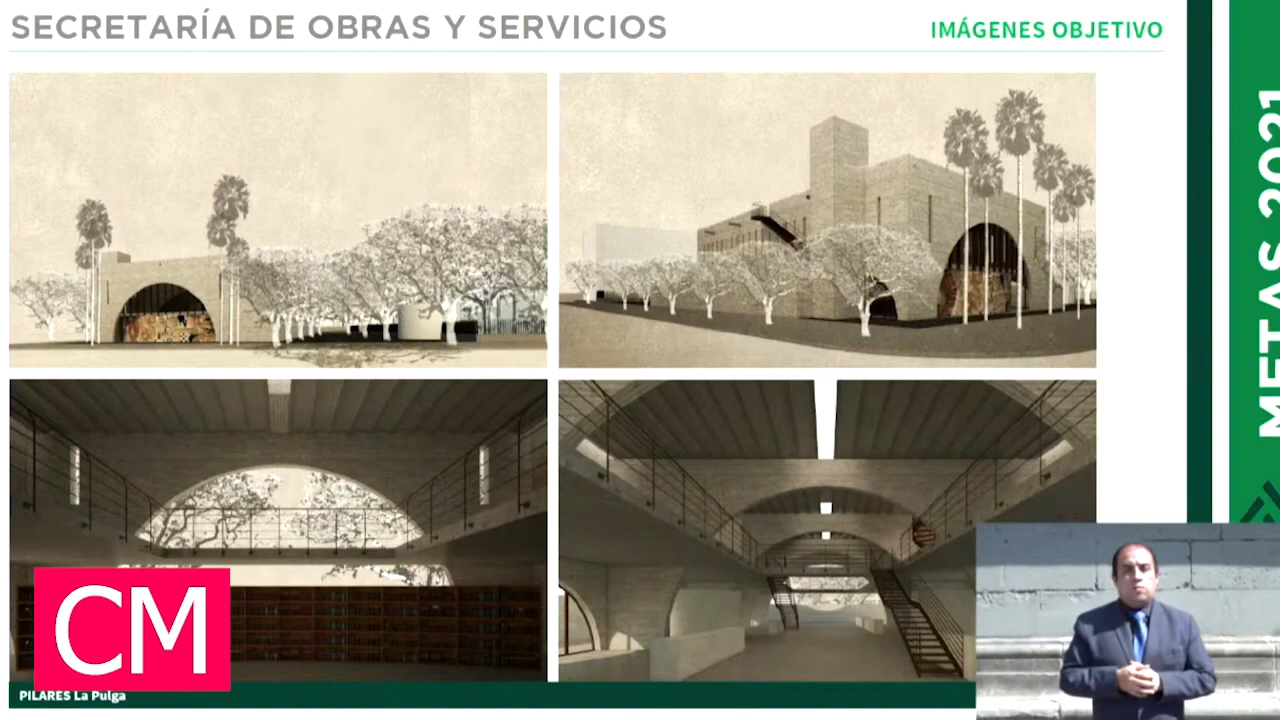 SECRETARÍA DE OBRAS Y SERVICIOS
IMÁGENES OBJETIVO
METAS 2021
CM
PILARES La Pulga